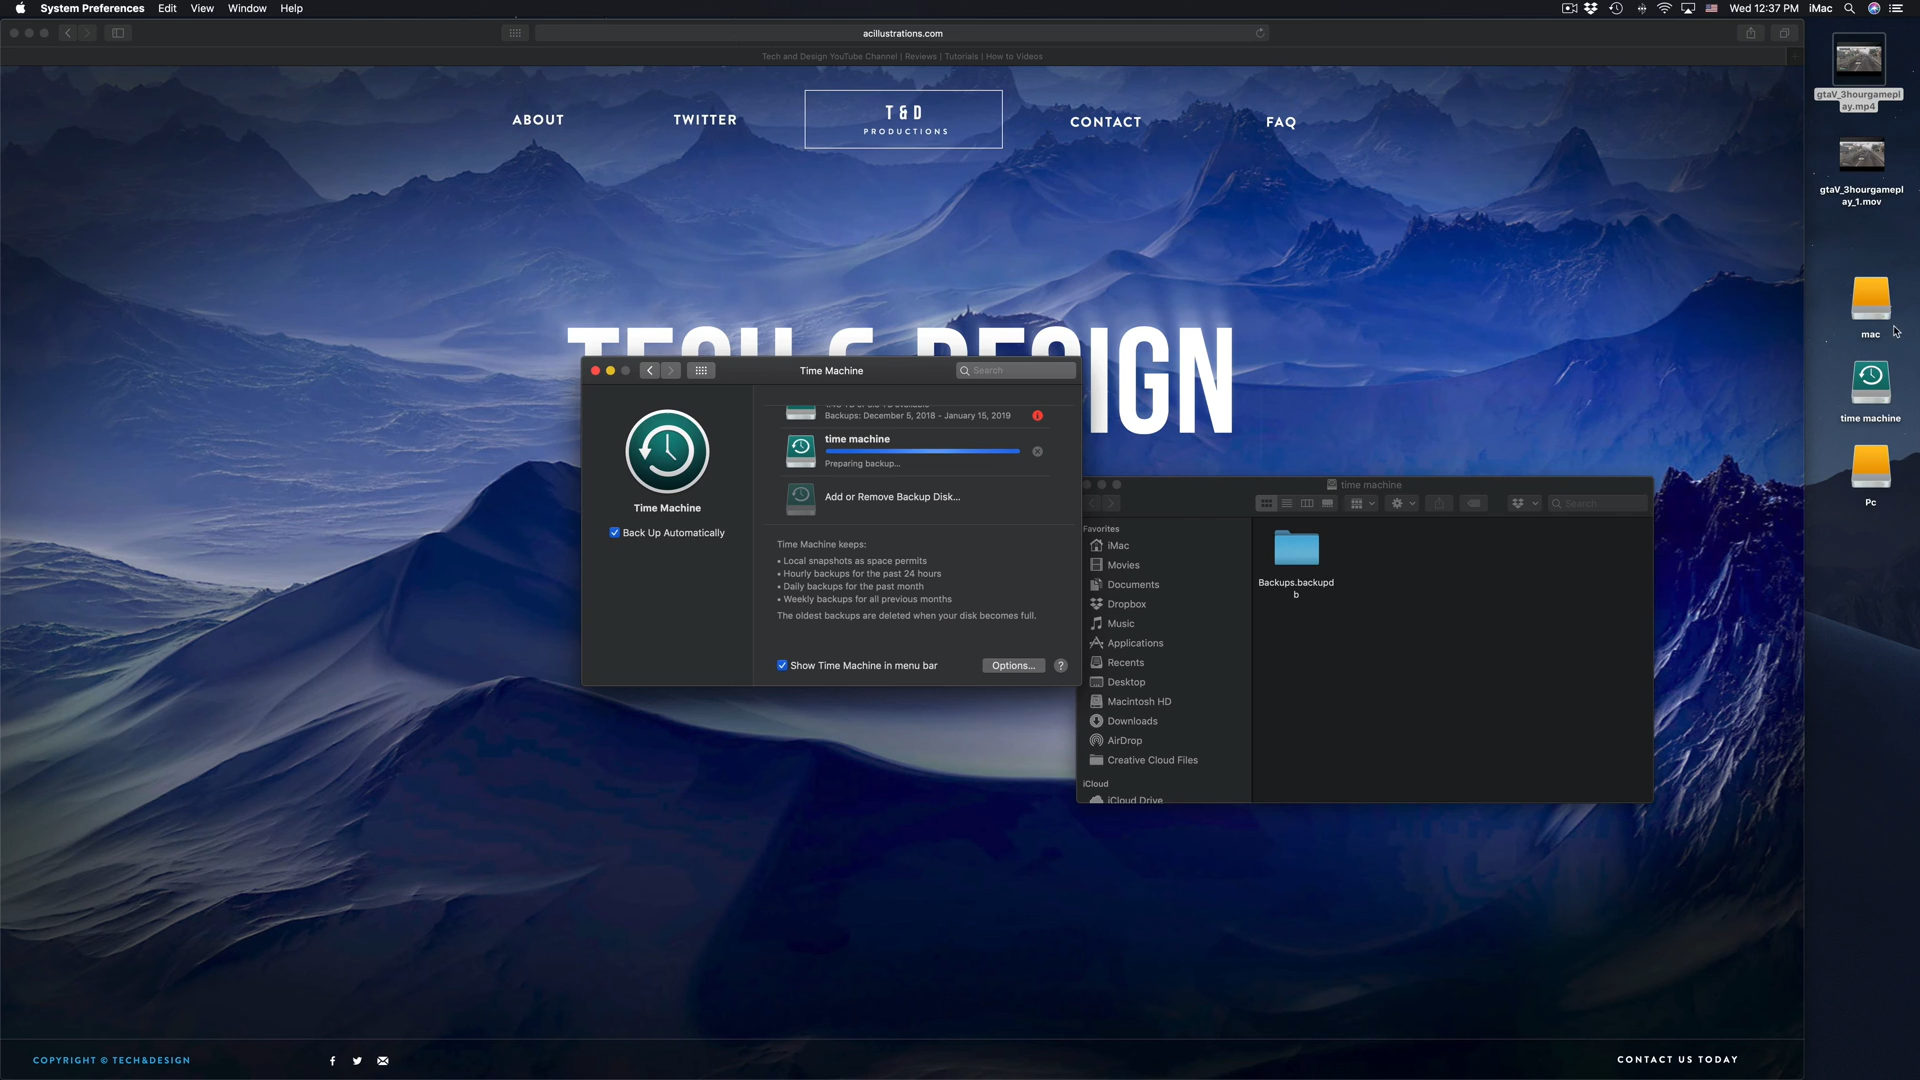 System Preferences Edit View Window Help
Wed 12:37 PM iMac
acillustrations.com
Tech and Design YouTube Channel | Reviews | Tutorials | How to Videos
ABOUT
TWITTER
T & D
PRODUCTIONS
CONTACT
FAQ
gtaV_3hourgamepl
ay.mp4
gtaV_3hourgamepl
ay_1.mov
mac
time machine
Pc
DESIGN
Time Machine
Search
Backups: December 5, 2018 - January 15, 2019
time machine
Preparing backup...
Add or Remove Backup Disk...
Time Machine
Back Up Automatically
Time Machine keeps:
• Local snapshots as space permits
• Hourly backups for the past 24 hours
• Daily backups for the past month
• Weekly backups for all previous months
The oldest backups are deleted when your disk becomes full.
Show Time Machine in menu bar
Options...
?
time machine
Search
Favorites
iMac
Movies
Documents
Dropbox
Music
Applications
Recents
Desktop
Macintosh HD
Downloads
AirDrop
Creative Cloud Files
iCloud
iCloud Drive
Backups.backupd
b
COPYRIGHT © TECH&DESIGN
CONTACT US TODAY